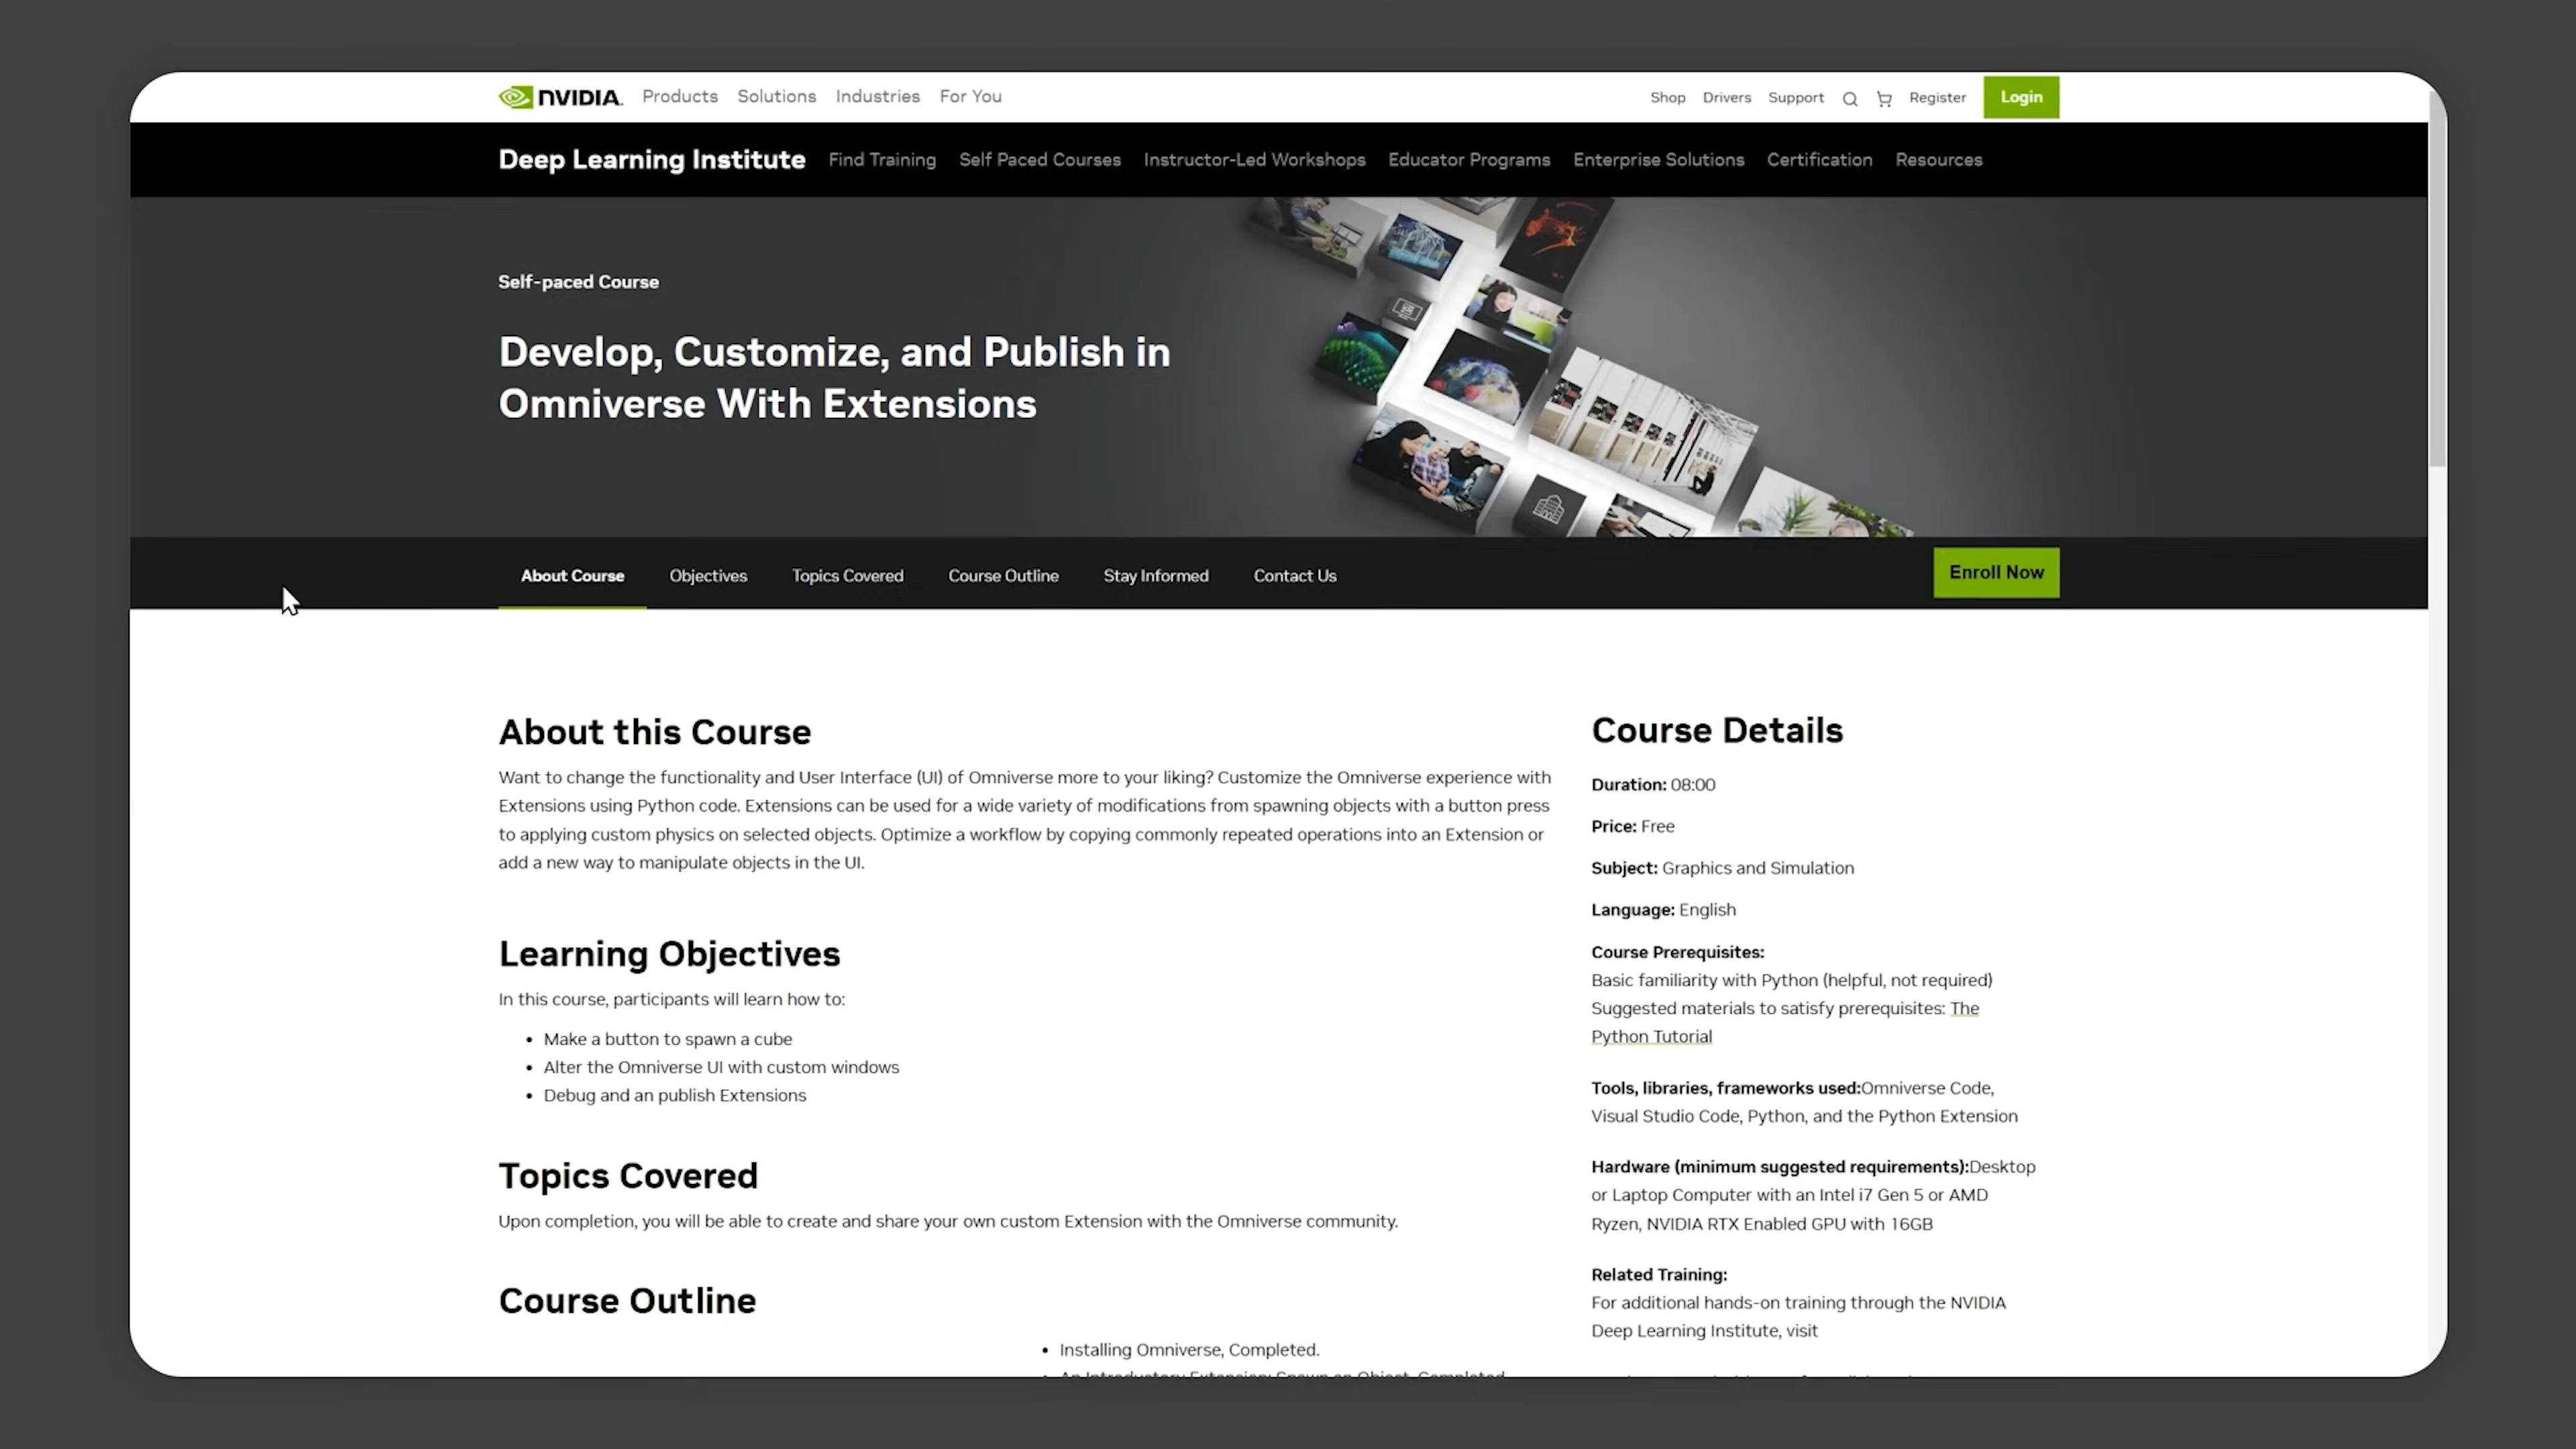 NVIDIA. Products Solutions Industries For You Shop Drivers Support Register Login
Deep Learning Institute Find Training Self Paced Courses Instructor-Led Workshops Educator Programs Enterprise Solutions Certification Resources
Self-paced Course
Develop, Customize, and Publish in
Omniverse With Extensions
About Course Objectives Topics Covered Course Outline Stay Informed Contact Us Enroll Now
About this Course
Want to change the functionality and User Interface (UI) of Omniverse more to your liking? Customize the Omniverse experience with
Extensions using Python code. Extensions can be used for a wide variety of modifications from spawning objects with a button press
to applying custom physics on selected objects. Optimize a workflow by copying commonly repeated operations into an Extension or
add a new way to manipulate objects in the UI.
Learning Objectives
In this course, participants will learn how to:
• Make a button to spawn a cube
• Alter the Omniverse UI with custom windows
• Debug and an publish Extensions
Topics Covered
Upon completion, you will be able to create and share your own custom Extension with the Omniverse community.
Course Outline
• Installing Omniverse, Completed.
• An Introductory Extension: Spawn an Object, Completed
Course Details
Duration: 08:00
Price: Free
Subject: Graphics and Simulation
Language: English
Course Prerequisites:
Basic familiarity with Python (helpful, not required)
Suggested materials to satisfy prerequisites: The
Python Tutorial
Tools, libraries, frameworks used:Omniverse Code,
Visual Studio Code, Python, and the Python Extension
Hardware (minimum suggested requirements):Desktop
or Laptop Computer with an Intel i7 Gen 5 or AMD
Ryzen, NVIDIA RTX Enabled GPU with 16GB
Related Training:
For additional hands-on training through the NVIDIA
Deep Learning Institute, visit